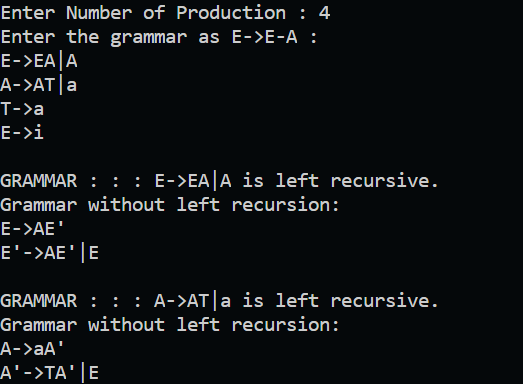 Enter Number of Production : 4
Enter the grammar as E->E-A :
E->EA|A
A->AT|a
T->a
E->i
GRAMMAR : : : E->EA|A is left recursive.
Grammar without left recursion:
E->AE'
E'->AE'|E
GRAMMAR : : : A->AT|a is left recursive.
Grammar without left recursion:
A->aA'
A'->TA'|E